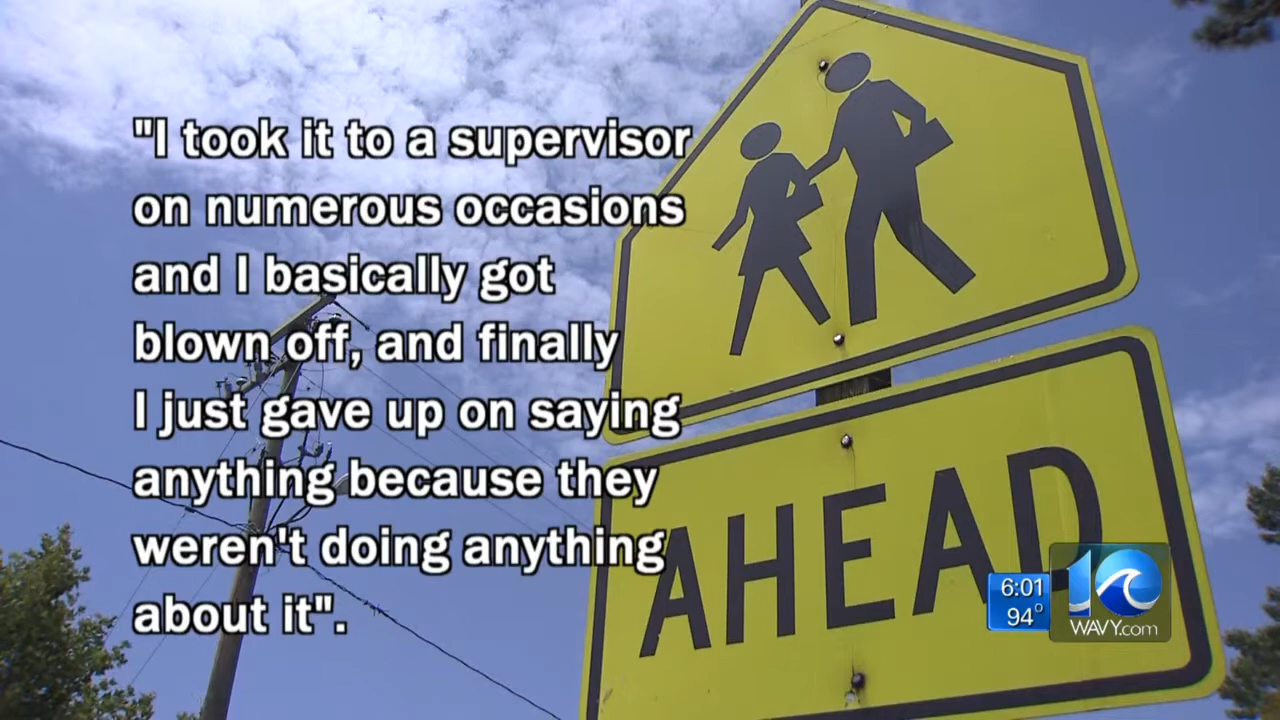 "I took it to a supervisor
on numerous occasions
and I basically got
blown off, and finally
I just gave up on saying
anything because they
weren't doing anything
about it".
AHEAD
6:01
94°
10
WAVY.com